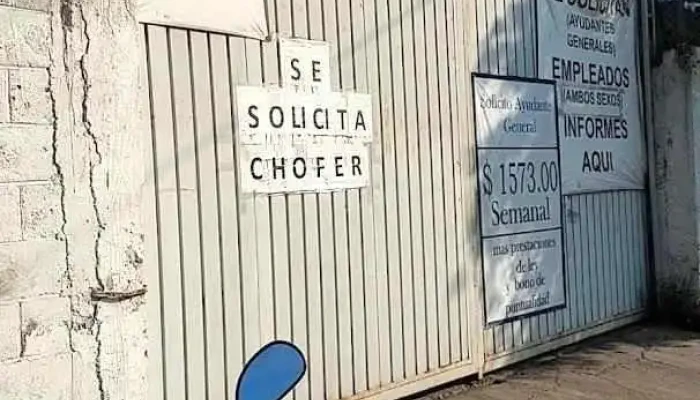 SE
SOLICITA
CHOFER
Solicito Ayudante
General
$ 1573.00
Semanal
mas prestaciones
de ley
y bono de
puntualidad
SOLICITAN
(AYUDANTES
GENERALES)
EMPLEADOS
(AMBOS SEXOS)
INFORMES
AQUI